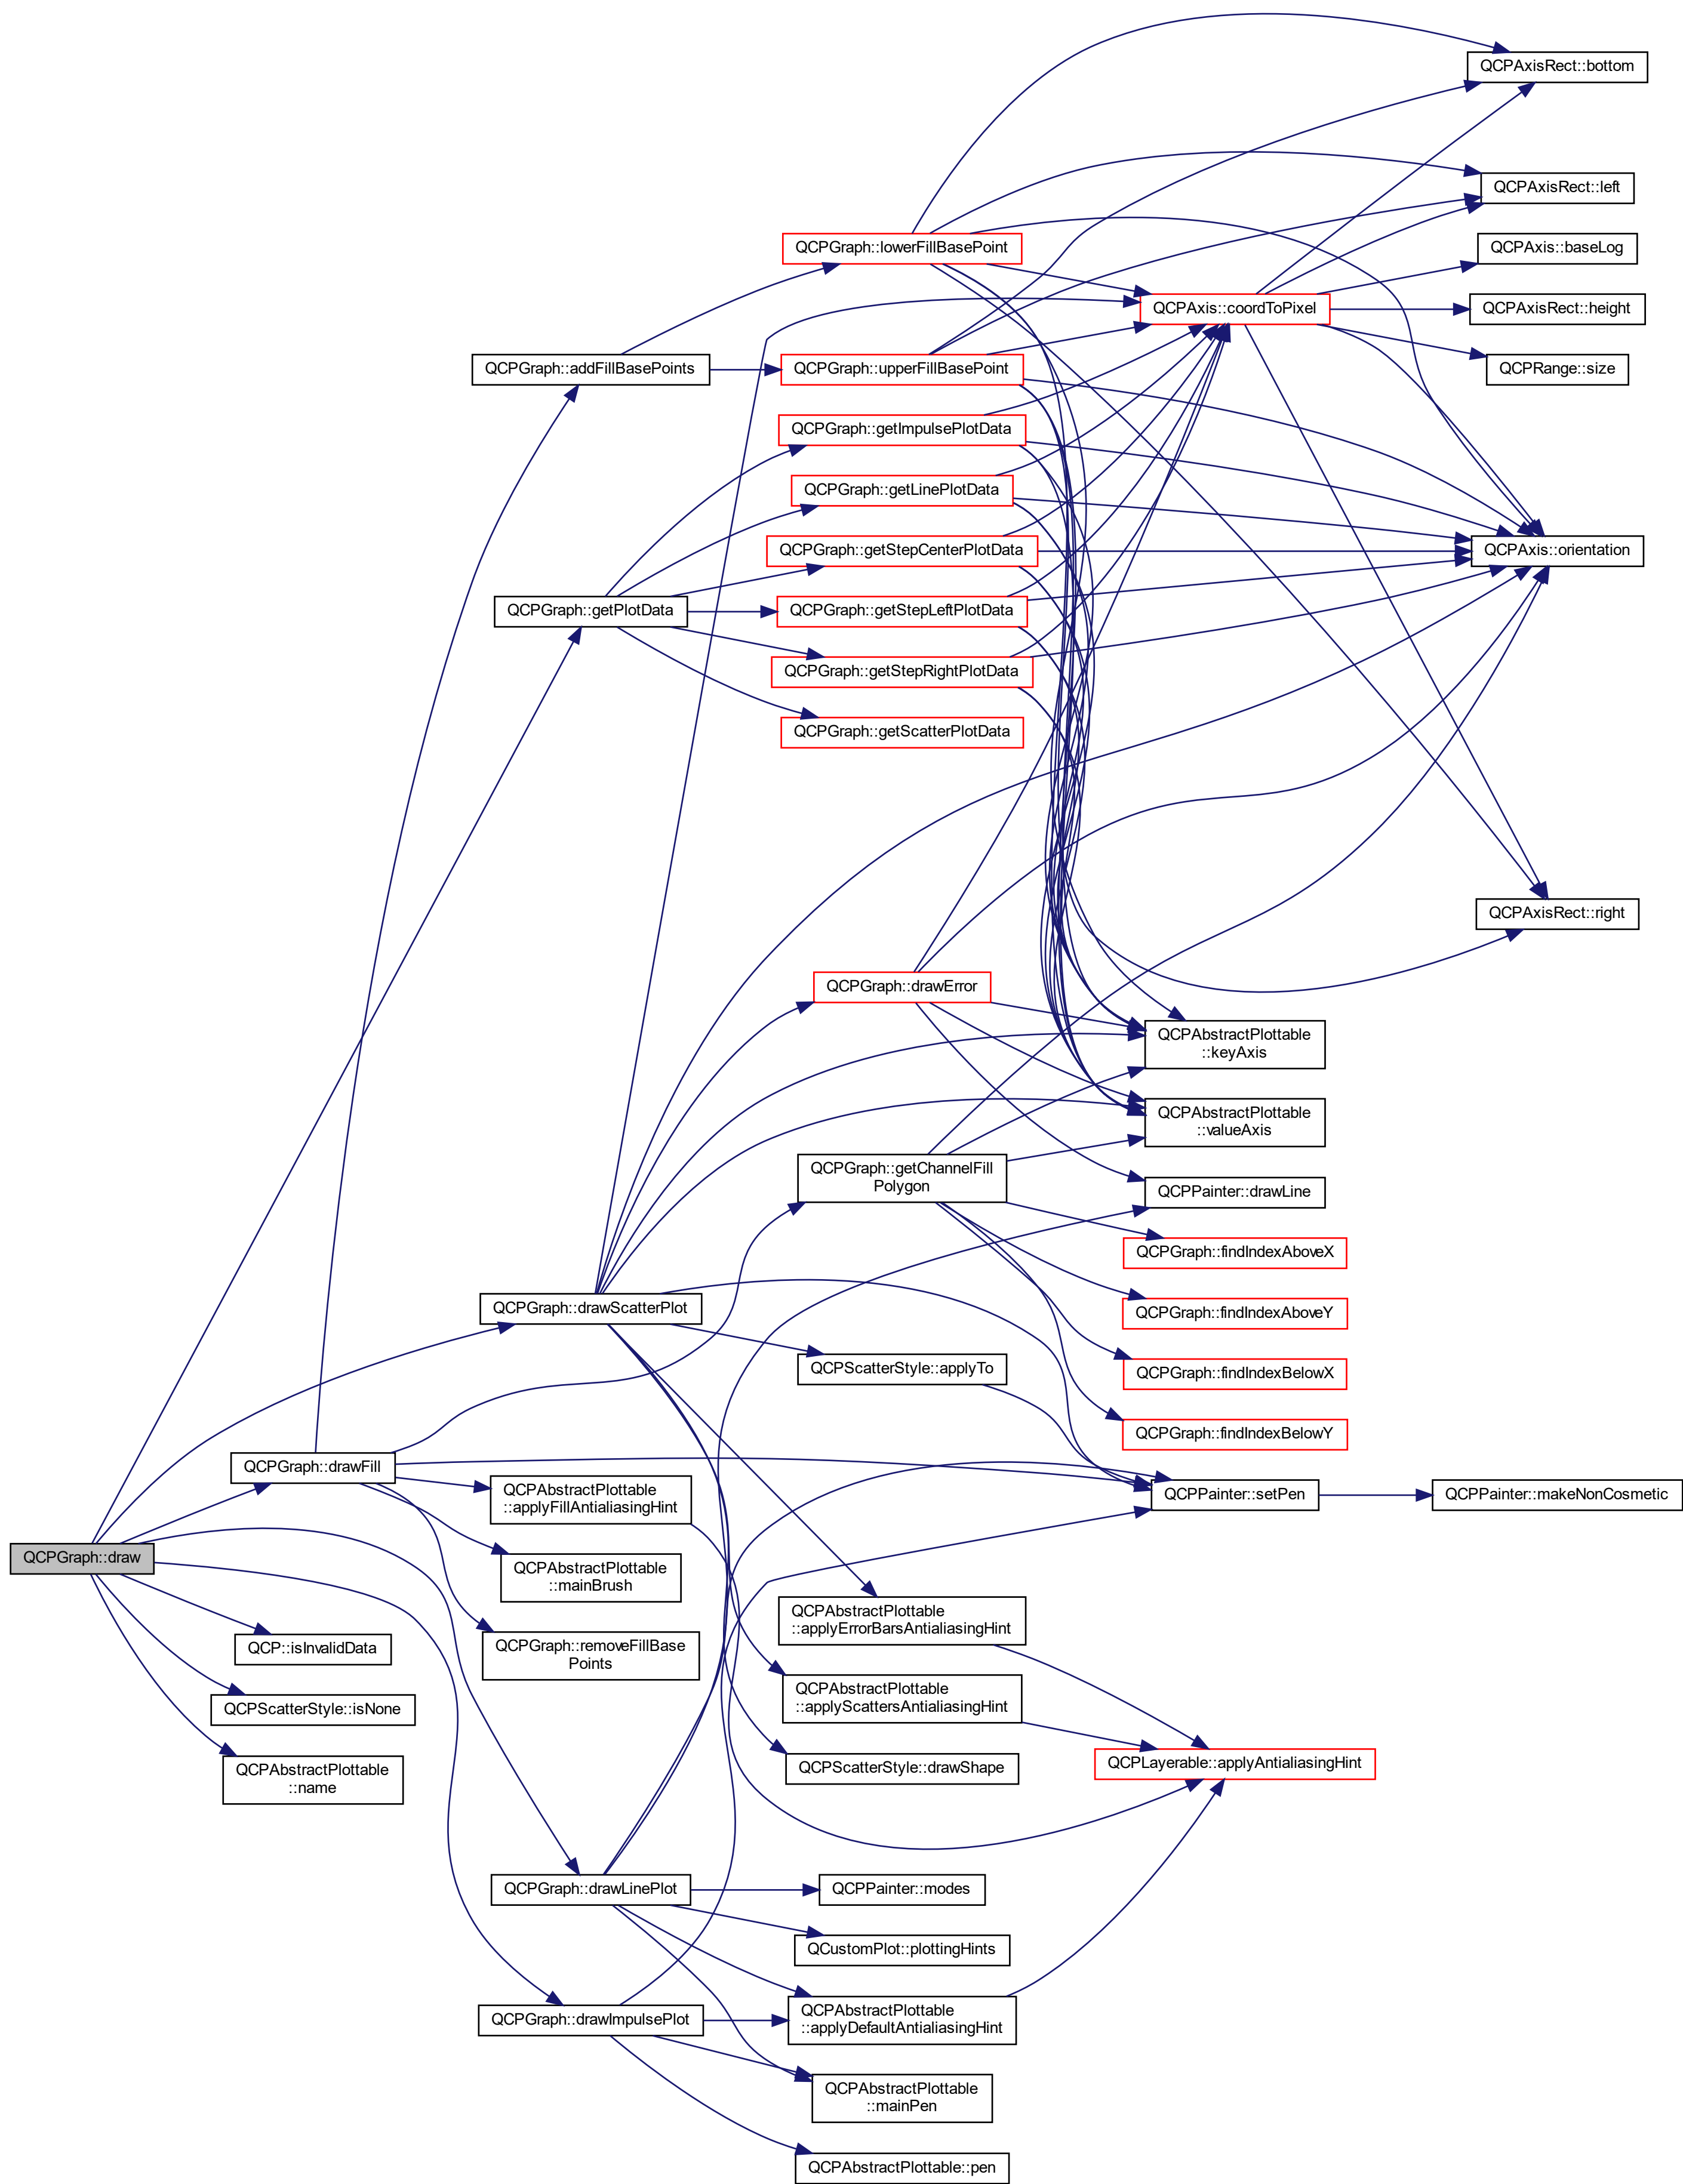 QCPAxisRect::bottom
QCPAxisRect::left
QCPGraph::lowerFillBasePoint
QCPAxis::baseLog
QCPAxis::coordToPixel
QCPAxisRect::height
QCPGraph::addFillBasePoints
QCPGraph::upperFillBasePoint
QCPRange::size
QCPGraph::getImpulsePlotData
QCPGraph::getLinePlotData
QCPGraph::getStepCenterPlotData
QCPAxis::orientation
QCPGraph::getPlotData
QCPGraph::getStepLeftPlotData
QCPGraph::getStepRightPlotData
QCPGraph::getScatterPlotData
QCPAxisRect::right
QCPGraph::drawError
QCPAbstractPlottable
::keyAxis
QCPAbstractPlottable
::valueAxis
QCPGraph::getChannelFill
Polygon
QCPPainter::drawLine
QCPGraph::findIndexAboveX
QCPGraph::drawScatterPlot
QCPGraph::findIndexAboveY
QCPScatterStyle::applyTo
QCPGraph::findIndexBelowX
QCPGraph::findIndexBelowY
QCPGraph::drawFill
QCPAbstractPlottable
::applyFillAntialiasingHint
QCPPainter::setPen
QCPPainter::makeNonCosmetic
QCPGraph::draw
QCPAbstractPlottable
::mainBrush
QCPAbstractPlottable
::applyErrorBarsAntialiasingHint
QCP::isInvalidData
QCPGraph::removeFillBase
Points
QCPScatterStyle::isNone
QCPAbstractPlottable
::applyScattersAntialiasingHint
QCPAbstractPlottable
::name
QCPScatterStyle::drawShape
QCPLayerable::applyAntialiasingHint
QCPGraph::drawLinePlot
QCPPainter::modes
QCustomPlot::plottingHints
QCPGraph::drawImpulsePlot
QCPAbstractPlottable
::applyDefaultAntialiasingHint
QCPAbstractPlottable
::mainPen
QCPAbstractPlottable::pen